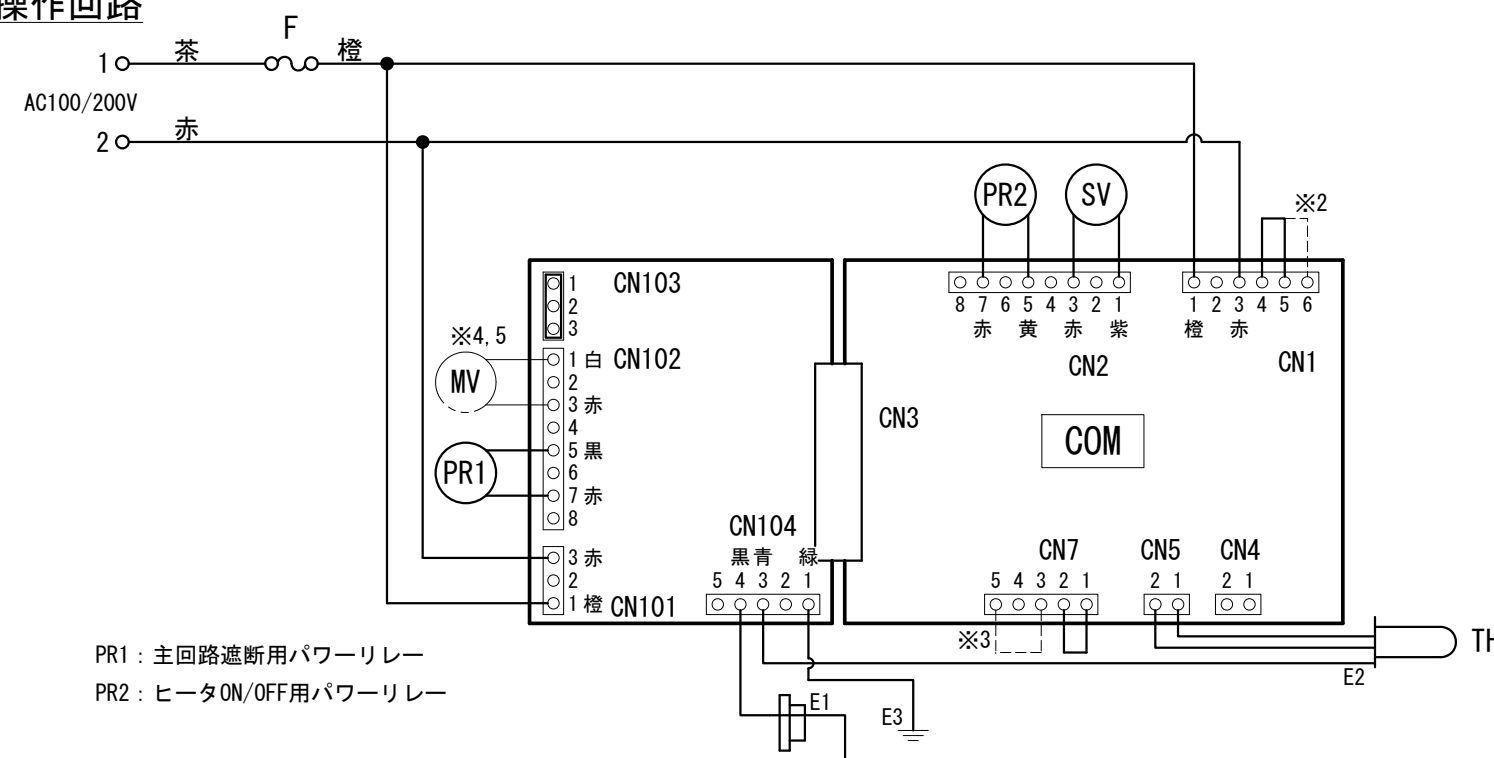 操作回路
F
1 茶 橙
AC100/200V
2 赤
PR2 SV
※2
CN103
1
2
3
8 7 6 5 4 3 2 1
1 2 3 4 5 6
赤 黄 赤 紫
橙 赤
CN2
CN1
※4,5
MV
CN102
1 白
2
3 赤
4
5 黒
6
7 赤
8
PR1
CN3
COM
CN104
黒 青 緑
5 4 3 2 1
3 赤
2
1 橙
CN101
CN7 CN5 CN4
5 4 3 2 1
2 1
2 1
※3
TH
E2
E1
E3
PR1：主回路遮断用パワーリレー
PR2：ヒータON/OFF用パワーリレー